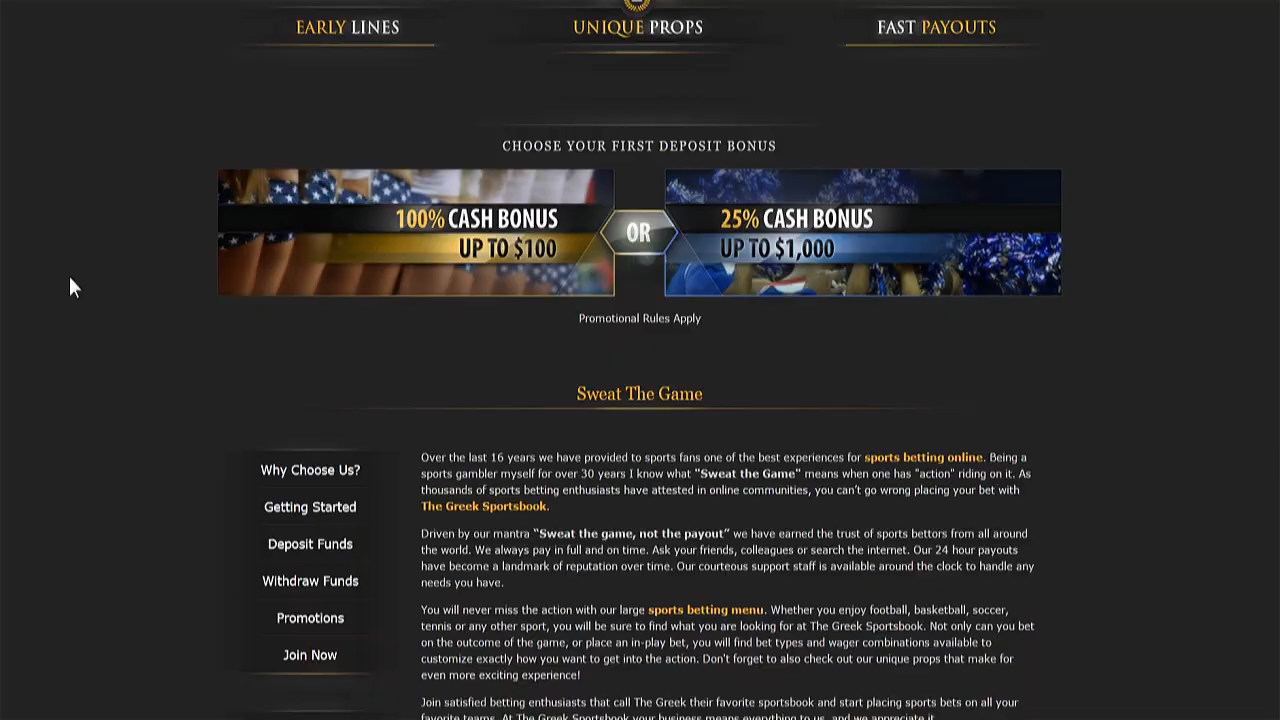 EARLY LINES
UNIQUE PROPS
FAST PAYOUTS
CHOOSE YOUR FIRST DEPOSIT BONUS
100% CASH BONUS
UP TO $100
OR
25% CASH BONUS
UP TO $1,000
Promotional Rules Apply
Sweat The Game
Why Choose Us?
Getting Started
Deposit Funds
Withdraw Funds
Promotions
Join Now
Over the last 16 years we have provided to sports fans one of the best experiences for sports betting online. Being a
sports gambler myself for over 30 years I know what "Sweat the Game" means when one has "action" riding on it. As
thousands of sports betting enthusiasts have attested in online communities, you can't go wrong placing your bet with
The Greek Sportsbook.
Driven by our mantra “Sweat the game, not the payout” we have earned the trust of sports bettors from all around
the world. We always pay in full and on time. Ask your friends, colleagues or search the internet. Our 24 hour payouts
have become a landmark of reputation over time. Our courteous support staff is available around the clock to handle any
needs you have.
You will never miss the action with our large sports betting menu. Whether you enjoy football, basketball, soccer,
tennis or any other sport, you will be sure to find what you are looking for at The Greek Sportsbook. Not only can you bet
on the outcome of the game, or place an in-play bet, you will find bet types and wager combinations available to
customize exactly how you want to get into the action. Don't forget to also check out our unique props that make for
even more exciting experience!
Join satisfied betting enthusiasts that call The Greek their favorite sportsbook and start placing sports bets on all your
favorite teams. At The Greek Sportsbook your business means everything to us, and we appreciate it.